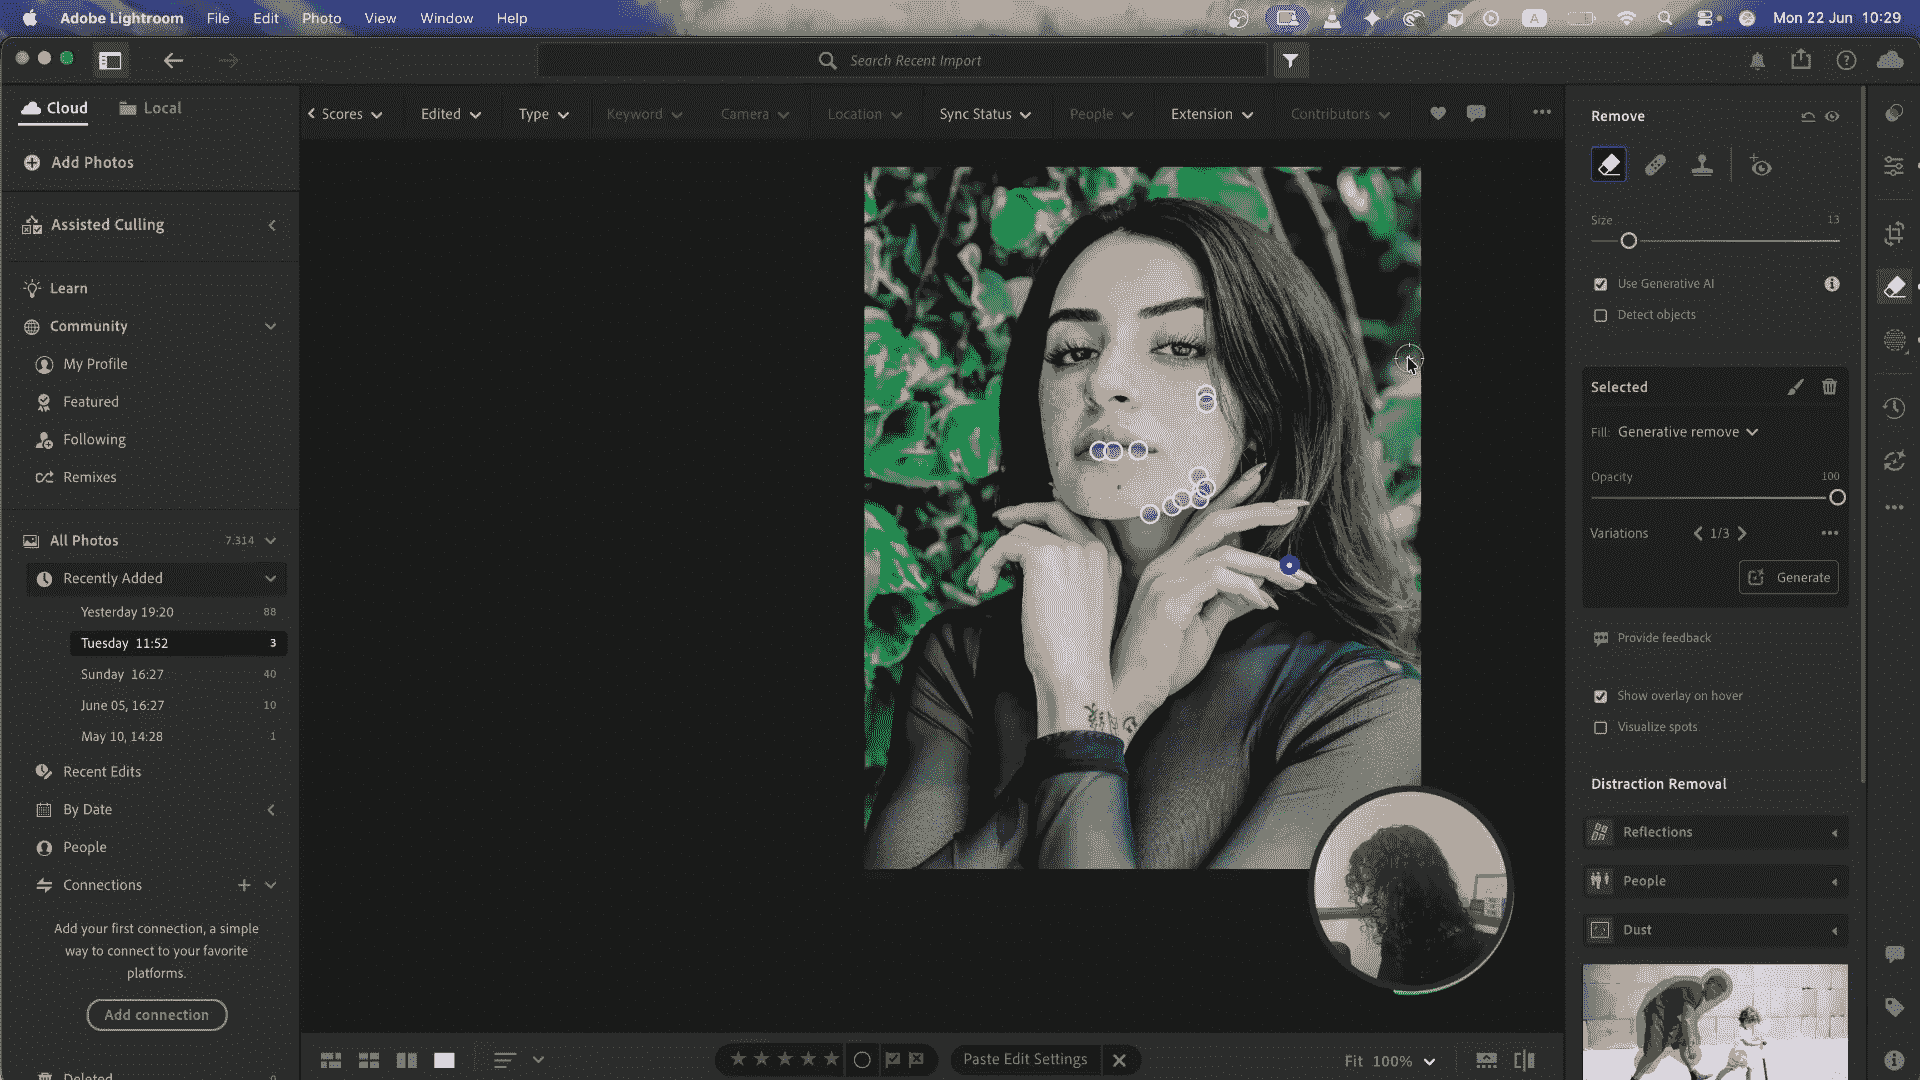 Adobe Lightroom File Edit Photo View Window Help A Mon 22 Jun 10:29
Search Recent Import
Cloud Local
Scores Edited Type Keyword Camera Location Sync Status People Extension Contributors
Add Photos
Assisted Culling
Learn
Community
My Profile
Featured
Following
Remixes
All Photos 7.314
Recently Added
Yesterday 19:20 88
Tuesday 11:52 3
Sunday 16:27 40
June 05, 16:27 10
May 10, 14:28 1
Recent Edits
By Date
People
Connections
Add your first connection, a simple
way to connect to your favorite
platforms.
Add connection
Deleted 0
Paste Edit Settings
Fit 100%
Remove
Size 13
Use Generative AI
Detect objects
Selected
Fill: Generative remove
Opacity 100
Variations 1/3
Generate
Provide feedback
Show overlay on hover
Visualize spots
Distraction Removal
Reflections
People
Dust